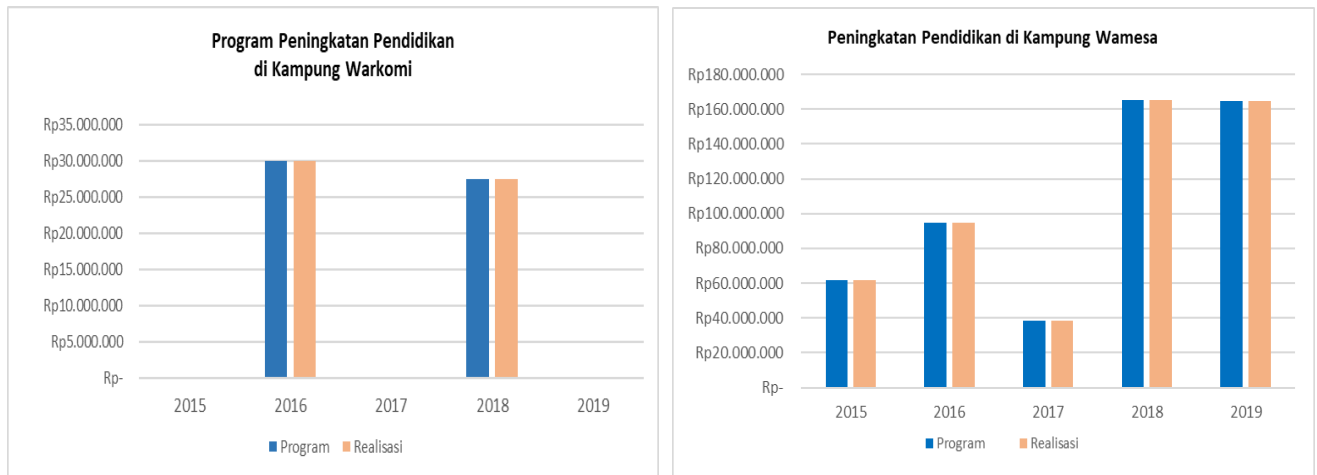 Program Peningkatan Pendidikan
di Kampung Warkomi
Rp35.000.000
Rp30.000.000
Rp25.000.000
Rp20.000.000
Rp15.000.000
Rp10.000.000
Rp5.000.000
Rp-
2015 2016 2017 2018 2019
Program Realisasi
Peningkatan Pendidikan di Kampung Wamesa
Rp180.000.000
Rp160.000.000
Rp140.000.000
Rp120.000.000
Rp100.000.000
Rp80.000.000
Rp60.000.000
Rp40.000.000
Rp20.000.000
Rp-
2015 2016 2017 2018 2019
Program Realisasi